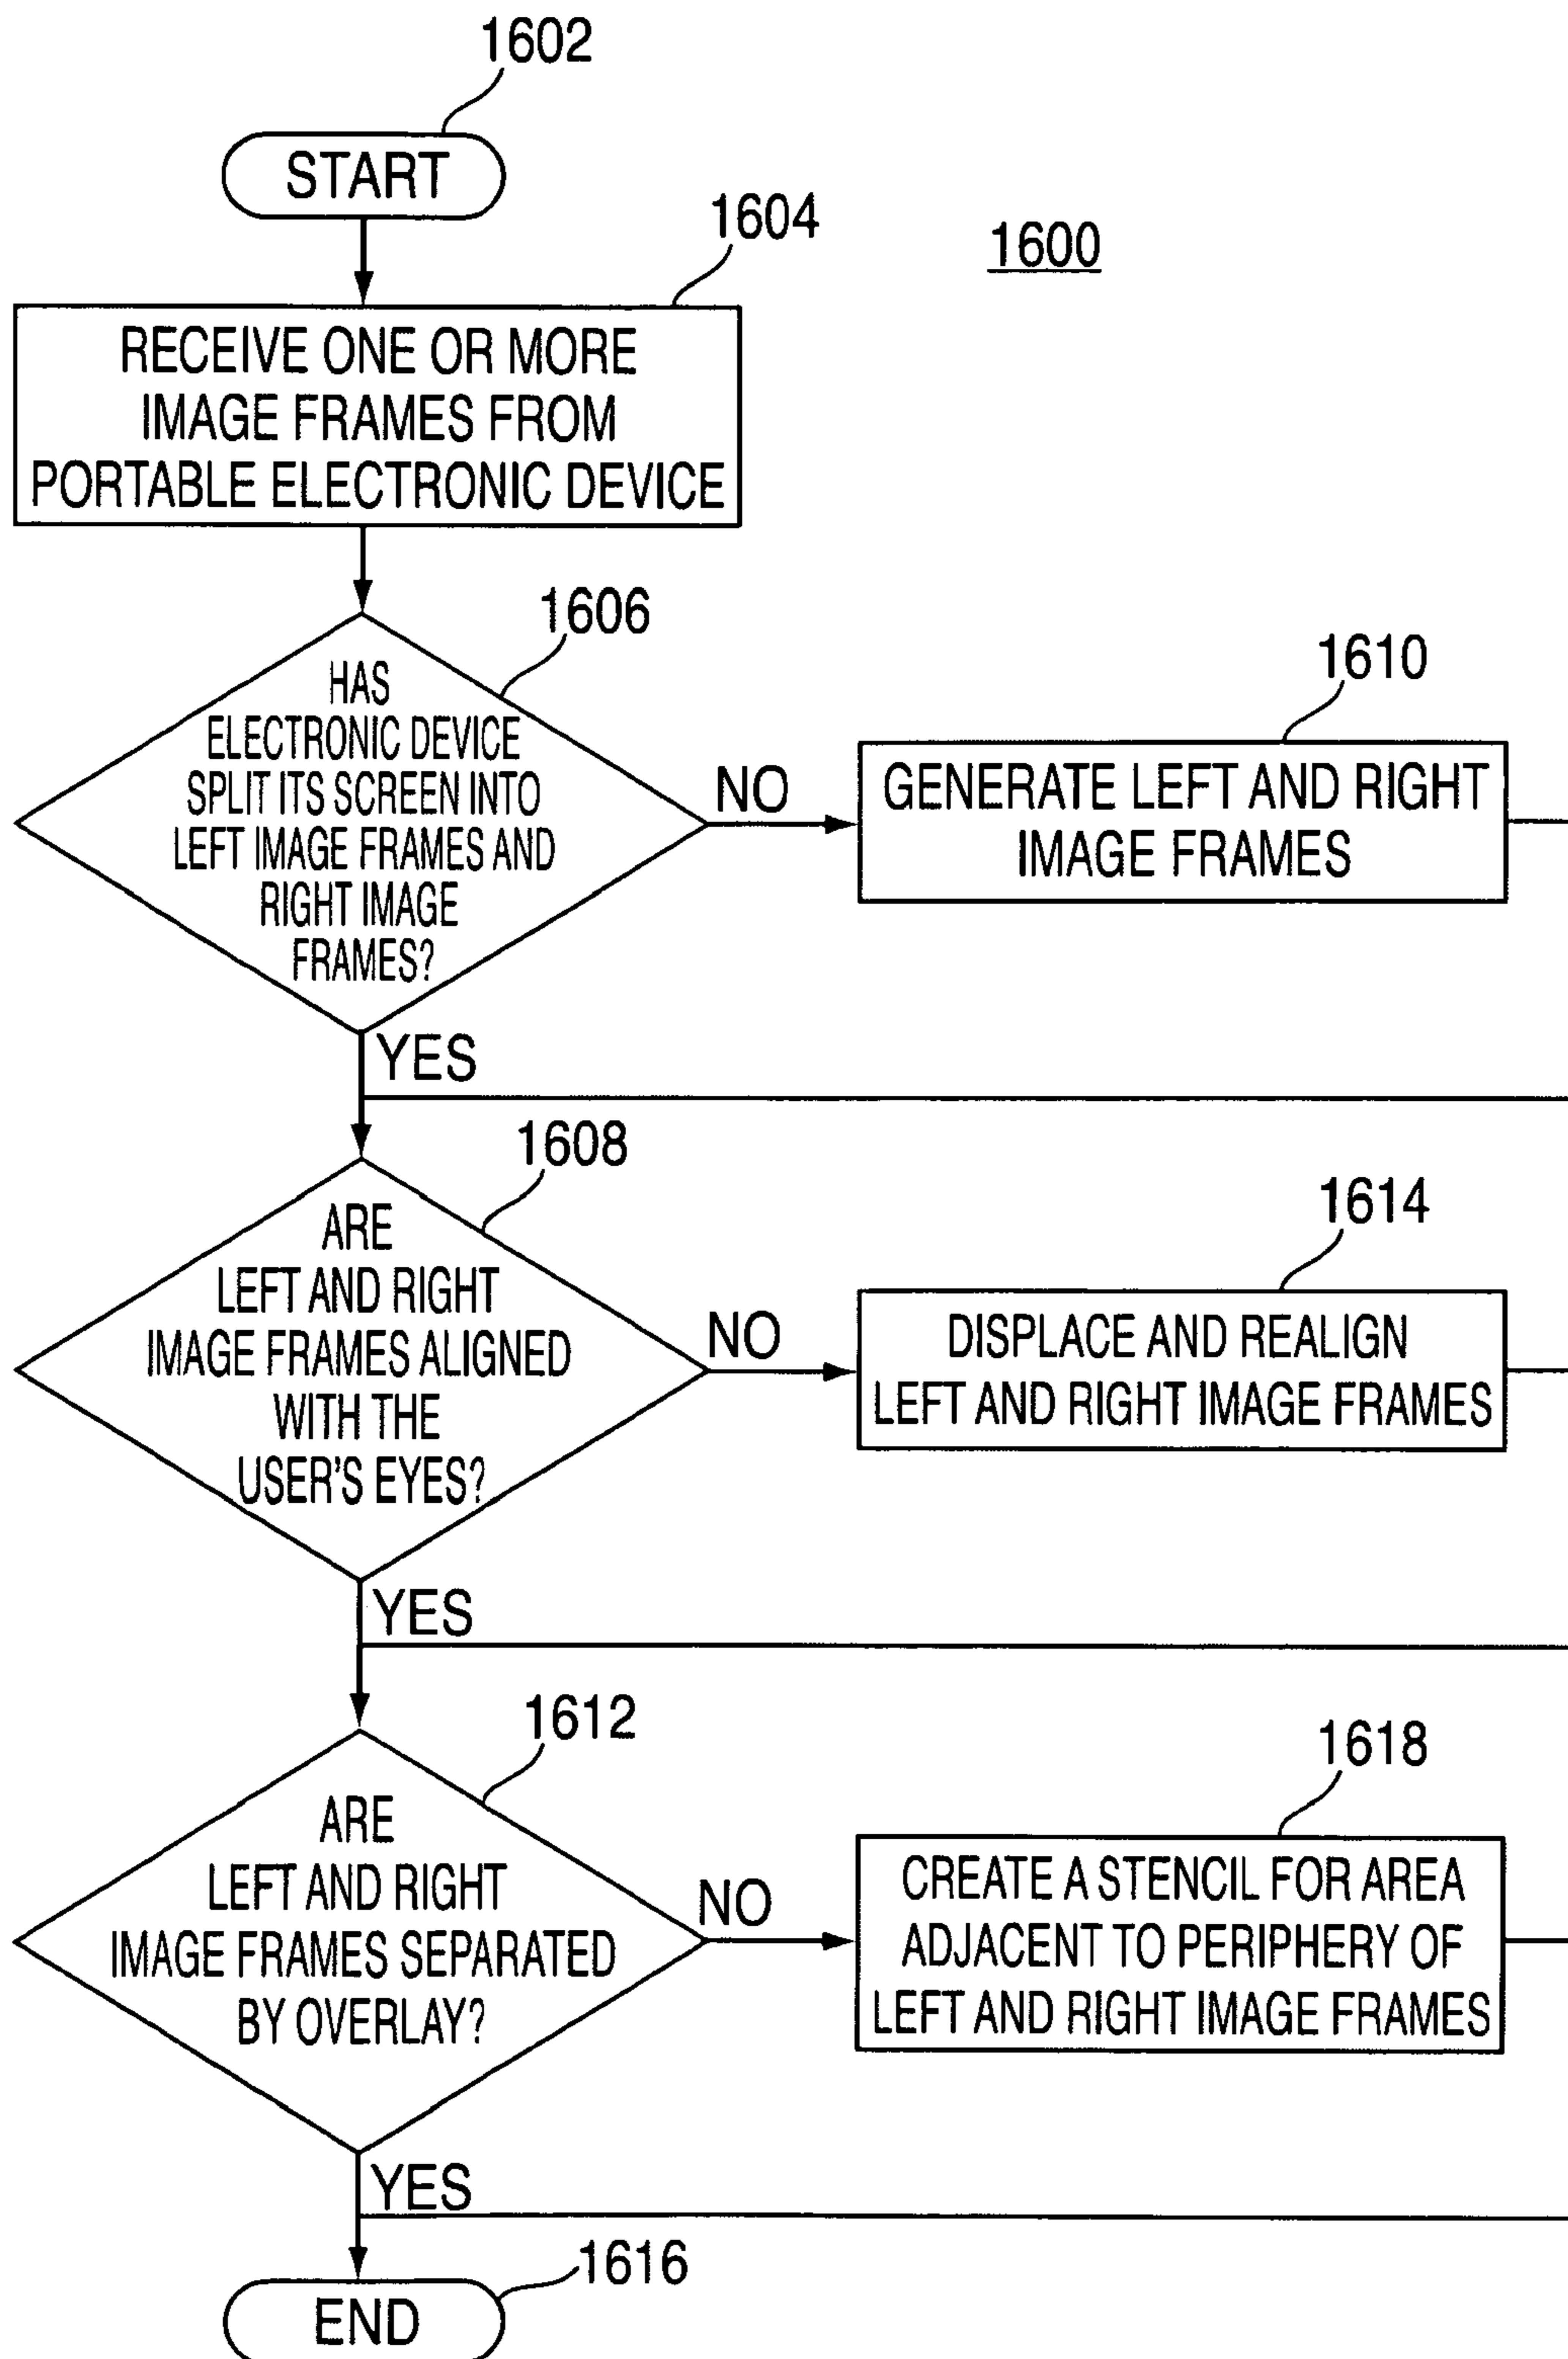 1602
START
1604
1600
RECEIVE ONE OR MORE
IMAGE FRAMES FROM
PORTABLE ELECTRONIC DEVICE
1606
HAS
ELECTRONIC DEVICE
SPLIT ITS SCREEN INTO
LEFT IMAGE FRAMES AND
RIGHT IMAGE
FRAMES?
NO
1610
GENERATE LEFT AND RIGHT
IMAGE FRAMES
YES
1608
ARE
LEFT AND RIGHT
IMAGE FRAMES ALIGNED
WITH THE
USER'S EYES?
NO
1614
DISPLACE AND REALIGN
LEFT AND RIGHT IMAGE FRAMES
YES
1612
ARE
LEFT AND RIGHT
IMAGE FRAMES SEPARATED
BY OVERLAY?
NO
1618
CREATE A STENCIL FOR AREA
ADJACENT TO PERIPHERY OF
LEFT AND RIGHT IMAGE FRAMES
YES
1616
END